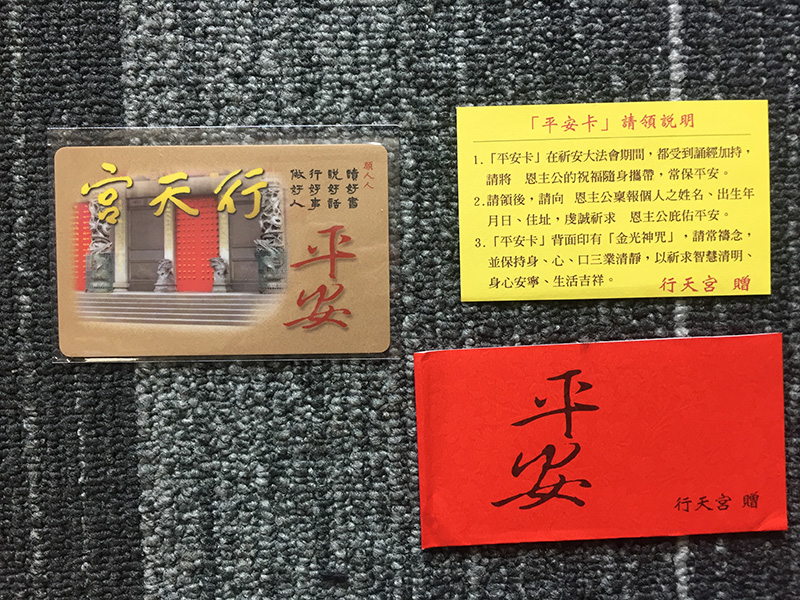 行天宮
願人人
讀好書
說好話
行好事
做好人
平安
「平安卡」請領說明
1.「平安卡」在祈安大法會期間，都受到誦經加持，
請將 恩主公的祝福隨身攜帶，常保平安。
2.請領後，請向 恩主公稟報個人之姓名、出生年
月日、住址，虔誠祈求 恩主公庇佑平安。
3.「平安卡」背面印有「金光神咒」，請常禱念，
並保持身、心、口三業清靜，以祈求智慧清明、
身心安寧、生活吉祥。
行天宮 贈
平安
行天宮 贈